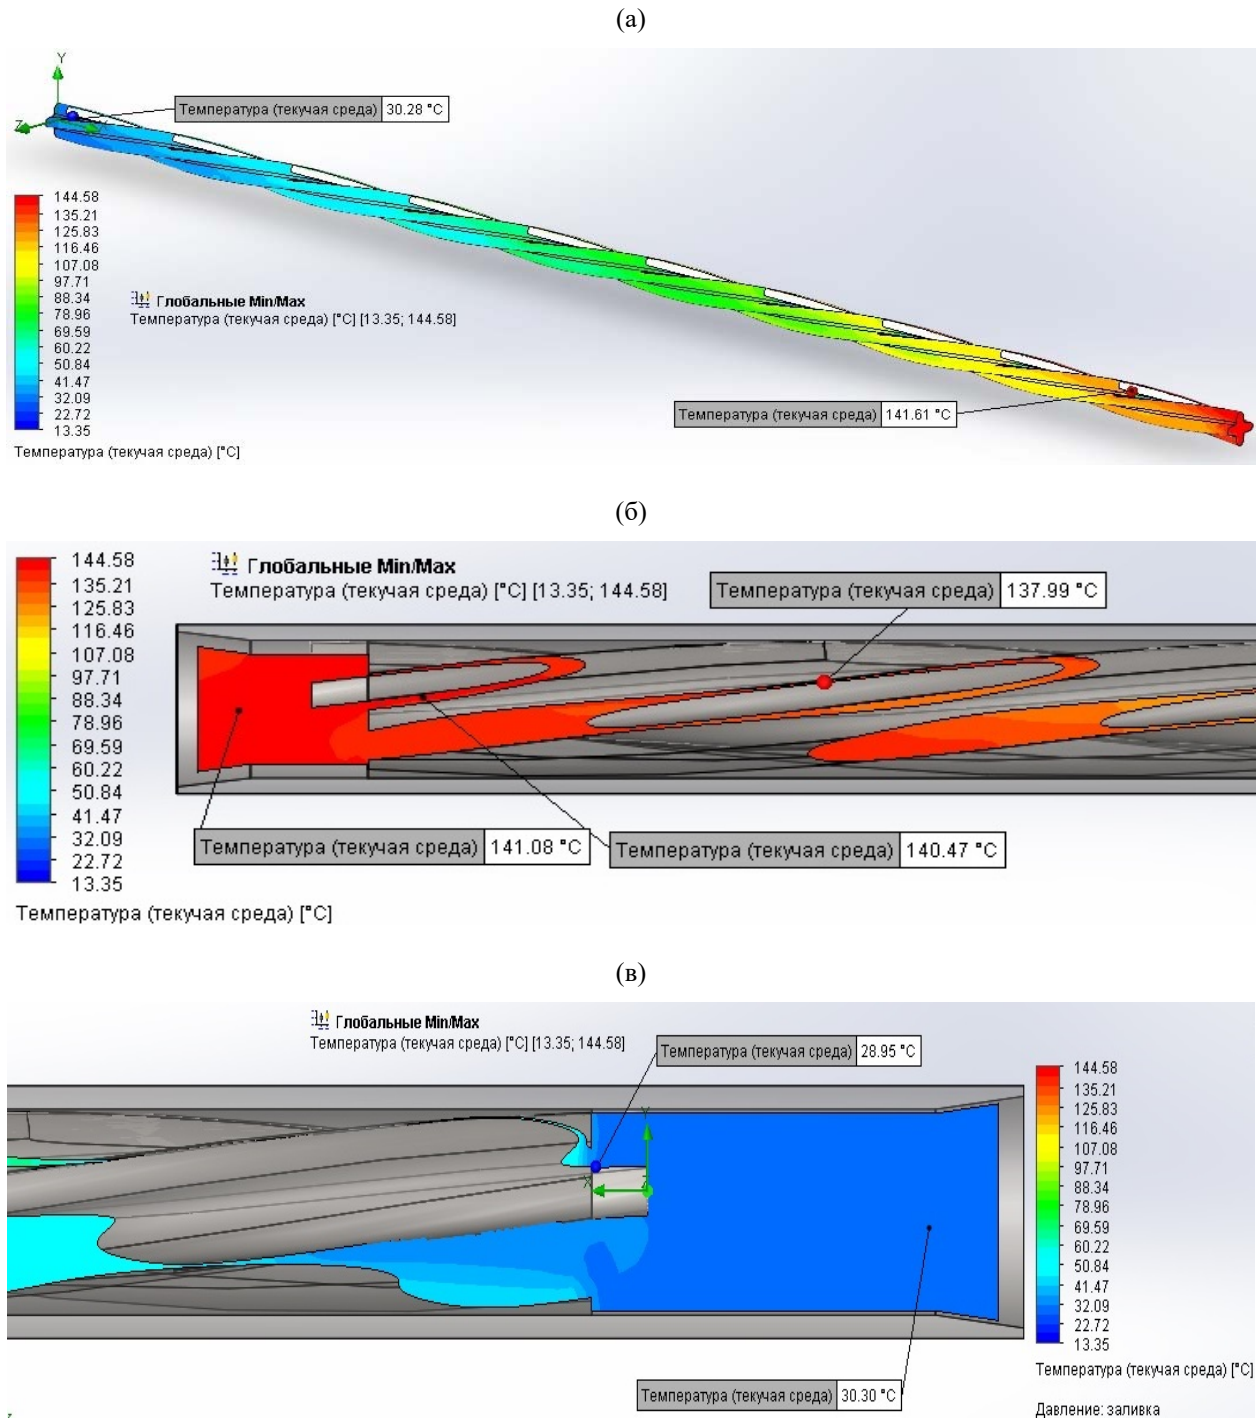 (а)
Y
Z
X
Температура (текучая среда) 30.28 °C
144.58
135.21
125.83
116.46
107.08
97.71
88.34
78.96
69.59
60.22
50.84
41.47
32.09
22.72
13.35
Температура (текучая среда) [°C]
Глобальные Min/Max
Температура (текучая среда) [°C] [13.35; 144.58]
Температура (текучая среда) 141.61 °C
(б)
144.58
135.21
125.83
116.46
107.08
97.71
88.34
78.96
69.59
60.22
50.84
41.47
32.09
22.72
13.35
Температура (текучая среда) [°C]
Глобальные Min/Max
Температура (текучая среда) [°C] [13.35; 144.58]
Температура (текучая среда) 137.99 °C
Температура (текучая среда) 141.08 °C
Температура (текучая среда) 140.47 °C
(в)
Глобальные Min/Max
Температура (текучая среда) [°C] [13.35; 144.58]
Температура (текучая среда) 28.95 °C
Y
X
Z
144.58
135.21
125.83
116.46
107.08
97.71
88.34
78.96
69.59
60.22
50.84
41.47
32.09
22.72
13.35
Температура (текучая среда) [°C]
Температура (текучая среда) 30.30 °C
Давление: заливка